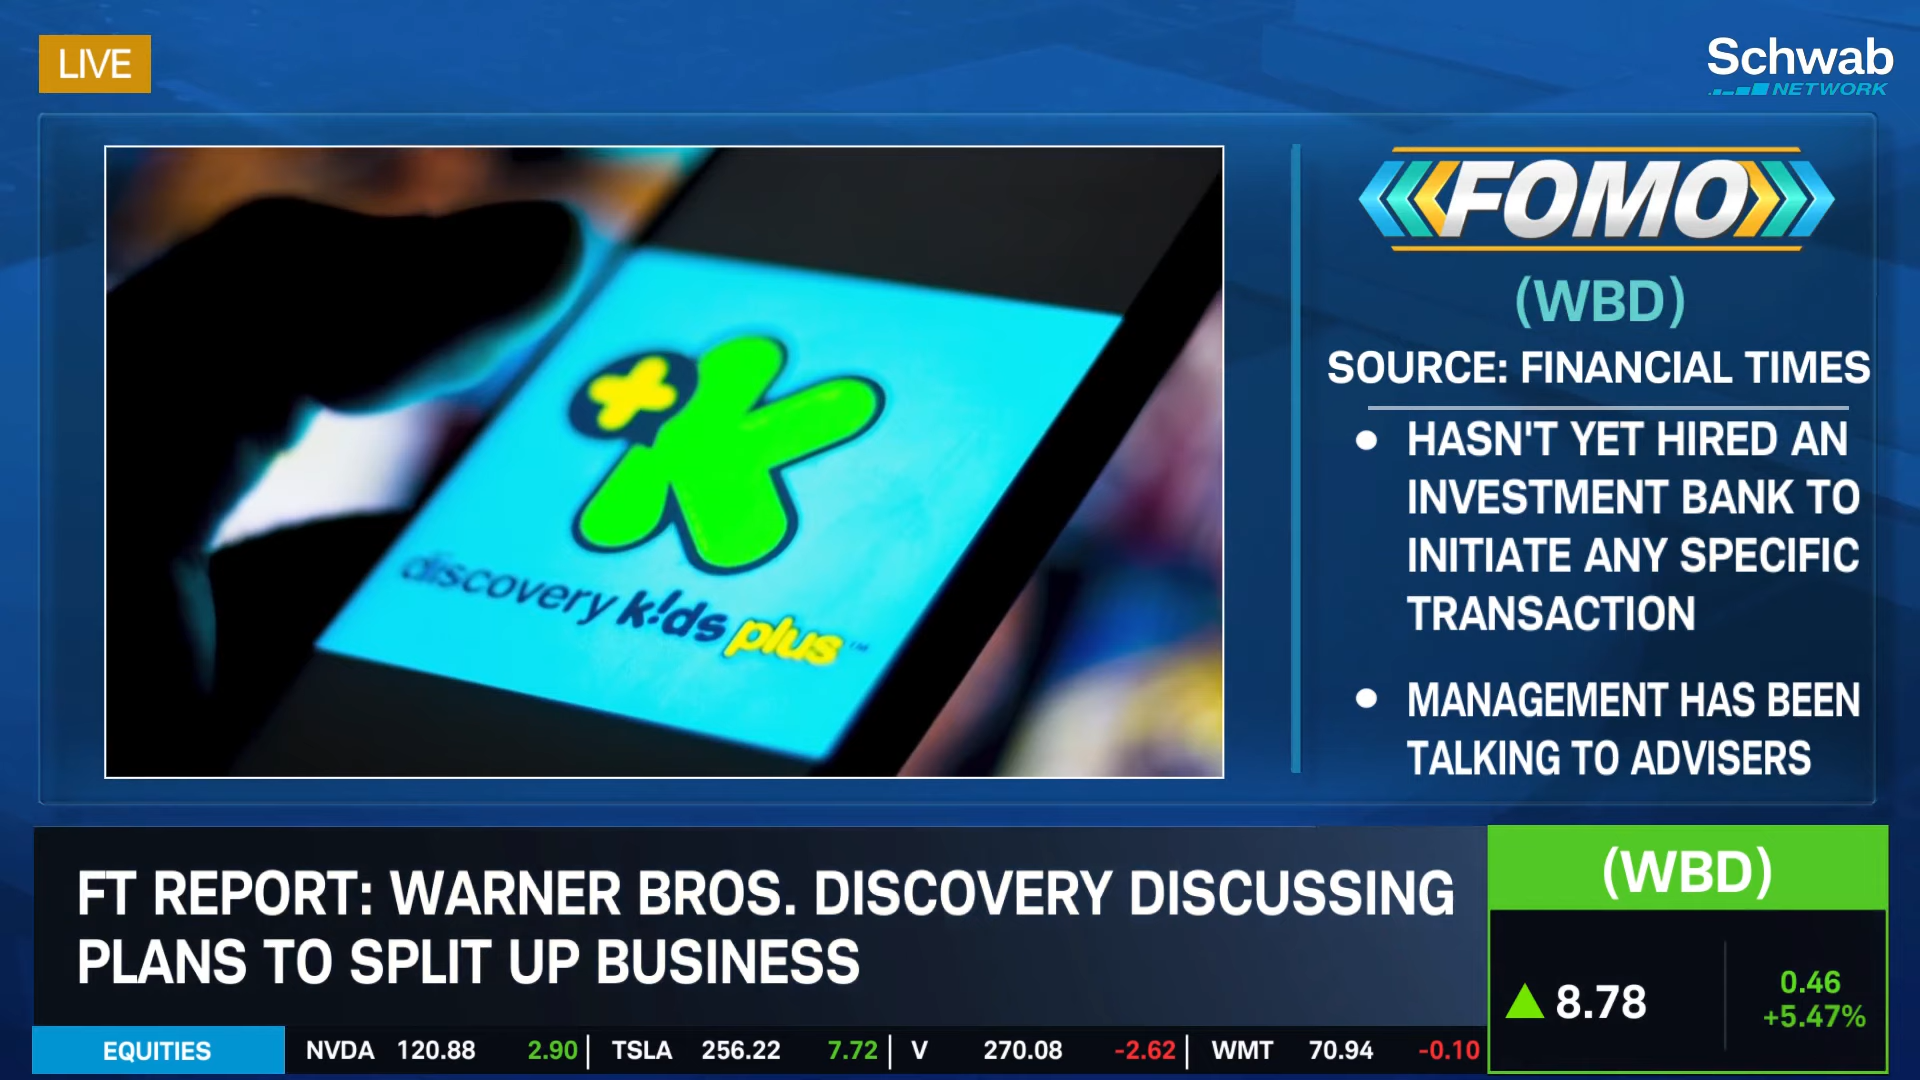 LIVE
Schwab
NETWORK
discovery k!ds plus™
FOMO
(WBD)
SOURCE: FINANCIAL TIMES
● HASN'T YET HIRED AN
INVESTMENT BANK TO
INITIATE ANY SPECIFIC
TRANSACTION
● MANAGEMENT HAS BEEN
TALKING TO ADVISERS
FT REPORT: WARNER BROS. DISCOVERY DISCUSSING
PLANS TO SPLIT UP BUSINESS
(WBD)
▲ 8.78
0.46
+5.47%
EQUITIES NVDA 120.88 2.90 | TSLA 256.22 7.72 | V 270.08 -2.62 | WMT 70.94 -0.10